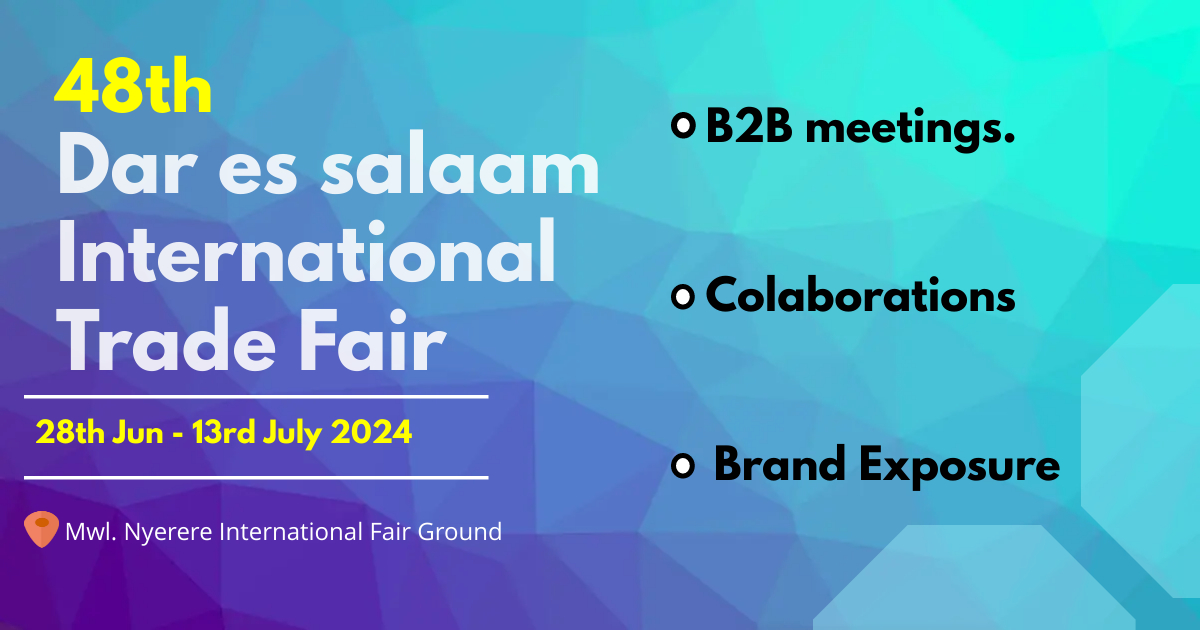 48th
Dar es salaam
International
Trade Fair
28th Jun - 13rd July 2024
Mwl. Nyerere International Fair Ground
B2B meetings.
Colaborations
Brand Exposure